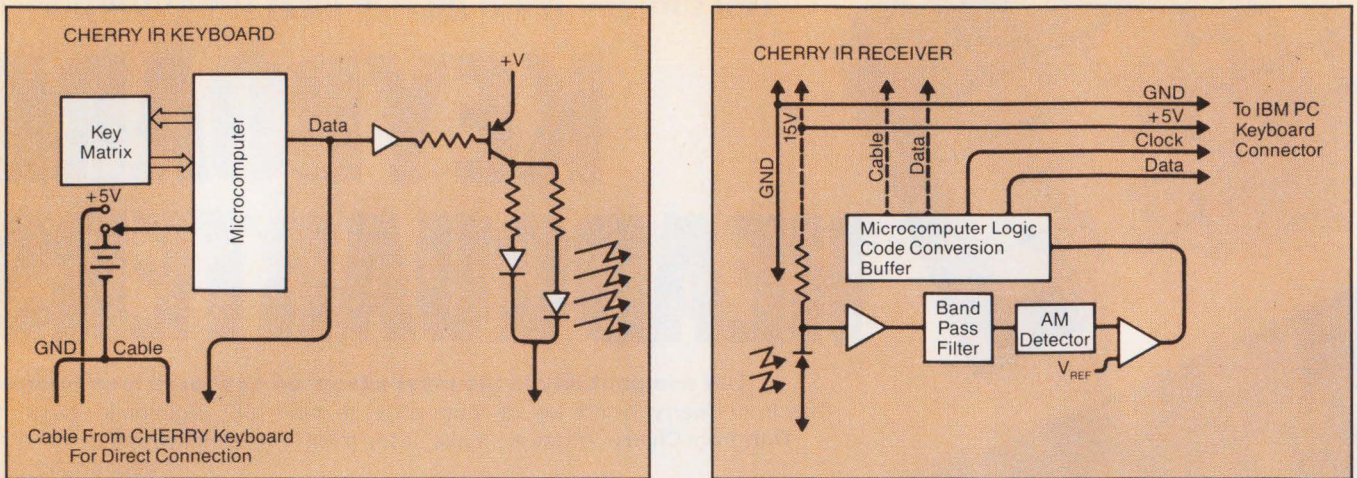 CHERRY IR KEYBOARD
+V
Key
Matrix
Microcomputer
Data
+5V
GND
Cable
Cable From CHERRY Keyboard
For Direct Connection
CHERRY IR RECEIVER
GND
+5V
Clock
Data
To IBM PC
Keyboard
Connector
GND
15V
Cable
Data
Microcomputer Logic
Code Conversion
Buffer
Band
Pass
Filter
AM
Detector
VREF